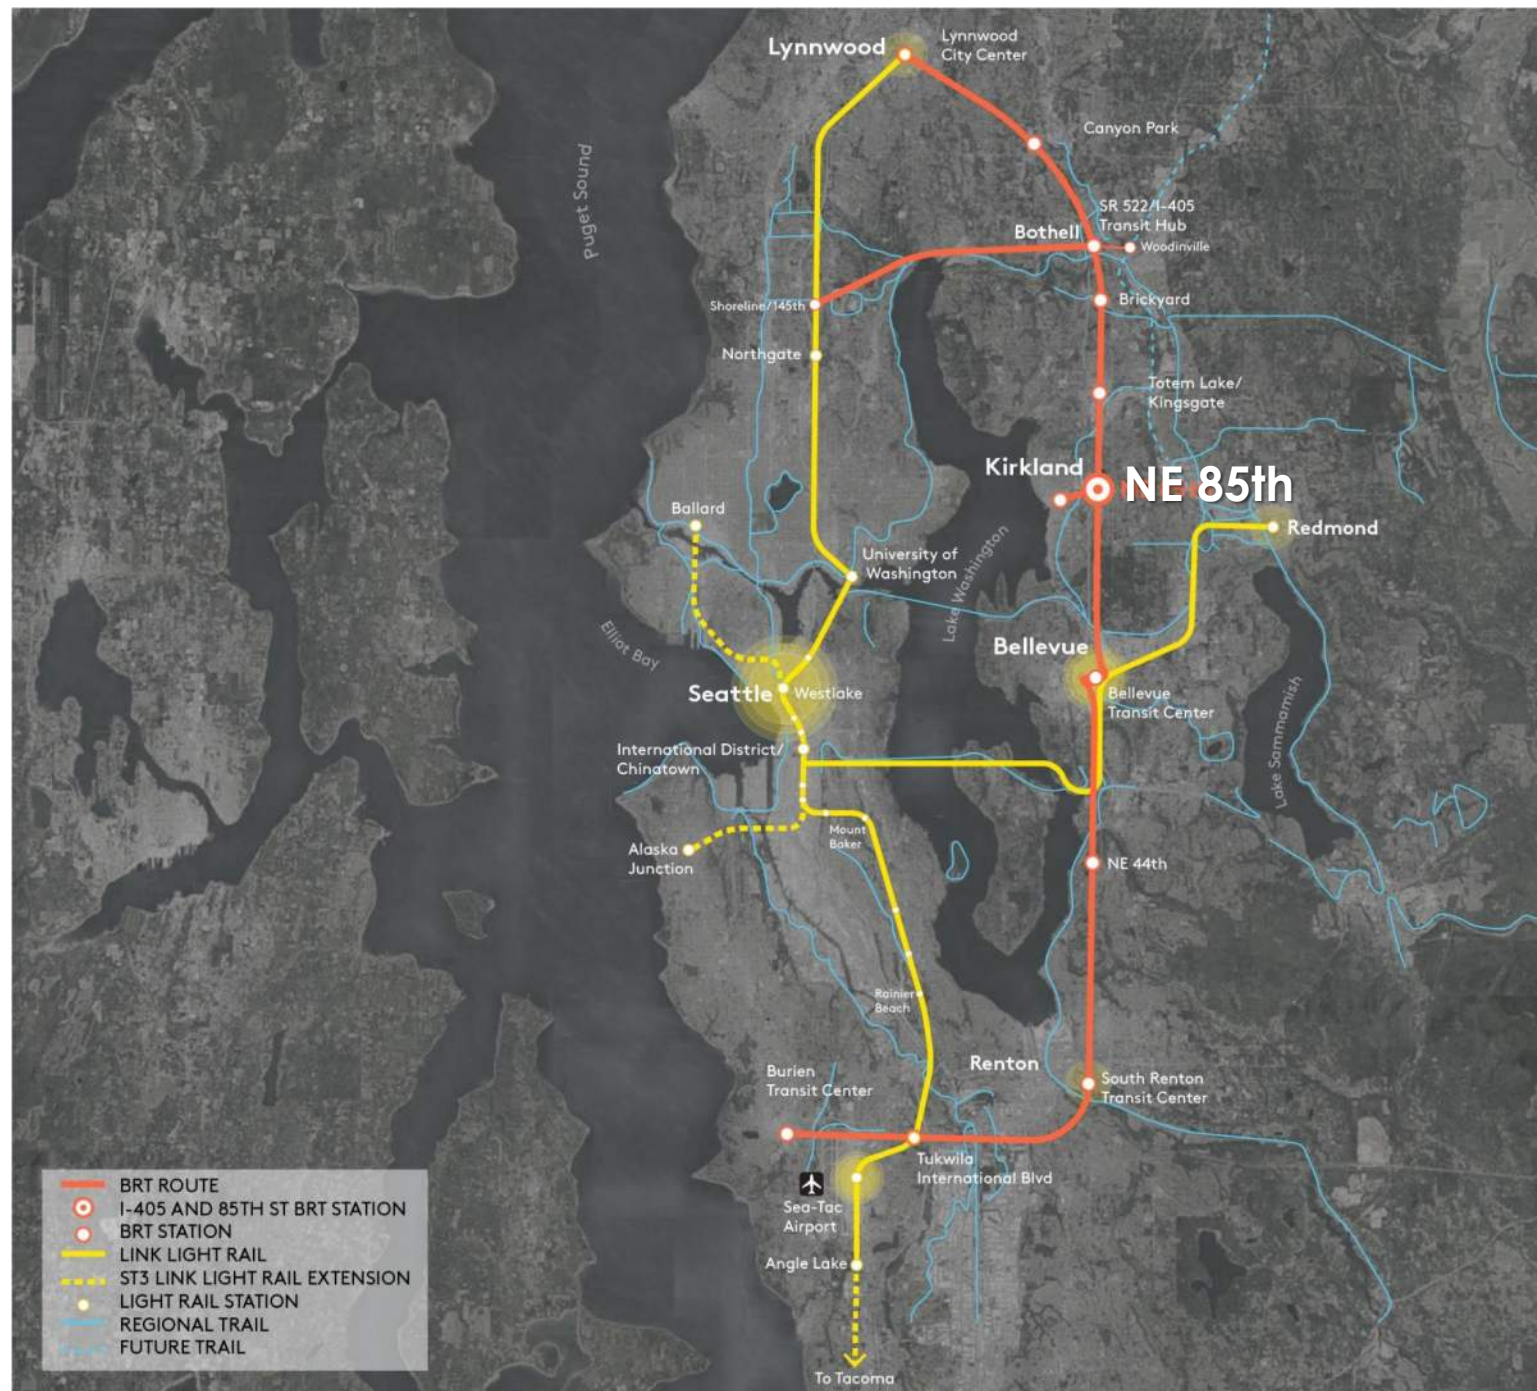 Lynnwood
Lynnwood
City Center
Canyon Park
Puget Sound
SR 522/I-405
Transit Hub
Bothell
Woodinville
Shoreline/145th
Brickyard
Northgate
Totem Lake/
Kingsgate
Kirkland
NE 85th
Ballard
Redmond
University of
Washington
Lake Washington
Elliot Bay
Bellevue
Seattle
Westlake
Bellevue
Transit Center
Lake Sammamish
International District/
Chinatown
Mount
Baker
Alaska
Junction
NE 44th
Rainier
Beach
Renton
Burien
Transit Center
South Renton
Transit Center
Tukwila
International Blvd
Sea-Tac
Airport
Angle Lake
To Tacoma
BRT ROUTE
I-405 AND 85TH ST BRT STATION
BRT STATION
LINK LIGHT RAIL
ST3 LINK LIGHT RAIL EXTENSION
LIGHT RAIL STATION
REGIONAL TRAIL
FUTURE TRAIL